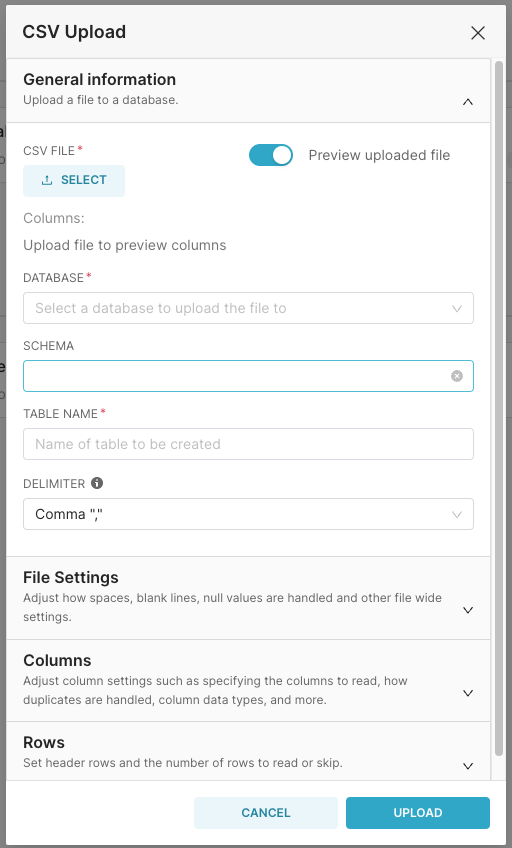 CSV Upload
General information
Upload a file to a database.
CSV FILE *
Preview uploaded file
SELECT
Columns:
Upload file to preview columns
DATABASE *
Select a database to upload the file to
SCHEMA
TABLE NAME *
Name of table to be created
DELIMITER
Comma ","
File Settings
Adjust how spaces, blank lines, null values are handled and other file wide
settings.
Columns
Adjust column settings such as specifying the columns to read, how
duplicates are handled, column data types, and more.
Rows
Set header rows and the number of rows to read or skip.
CANCEL
UPLOAD